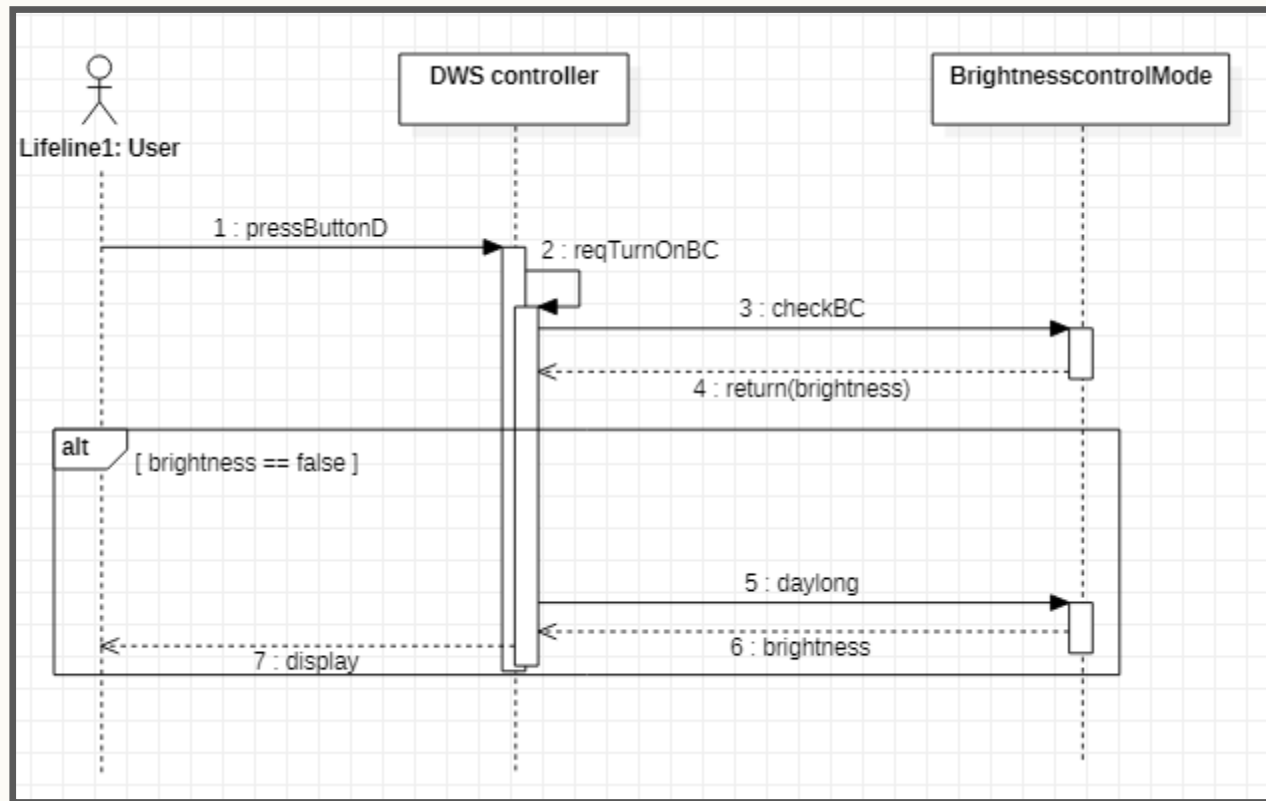 DWS controller
BrightnesscontrolMode
Lifeline1: User
1 : pressButtonD
2 : reqTurnOnBC
3 : checkBC
4 : return(brightness)
alt
[ brightness == false ]
5 : daylong
6 : brightness
7 : display